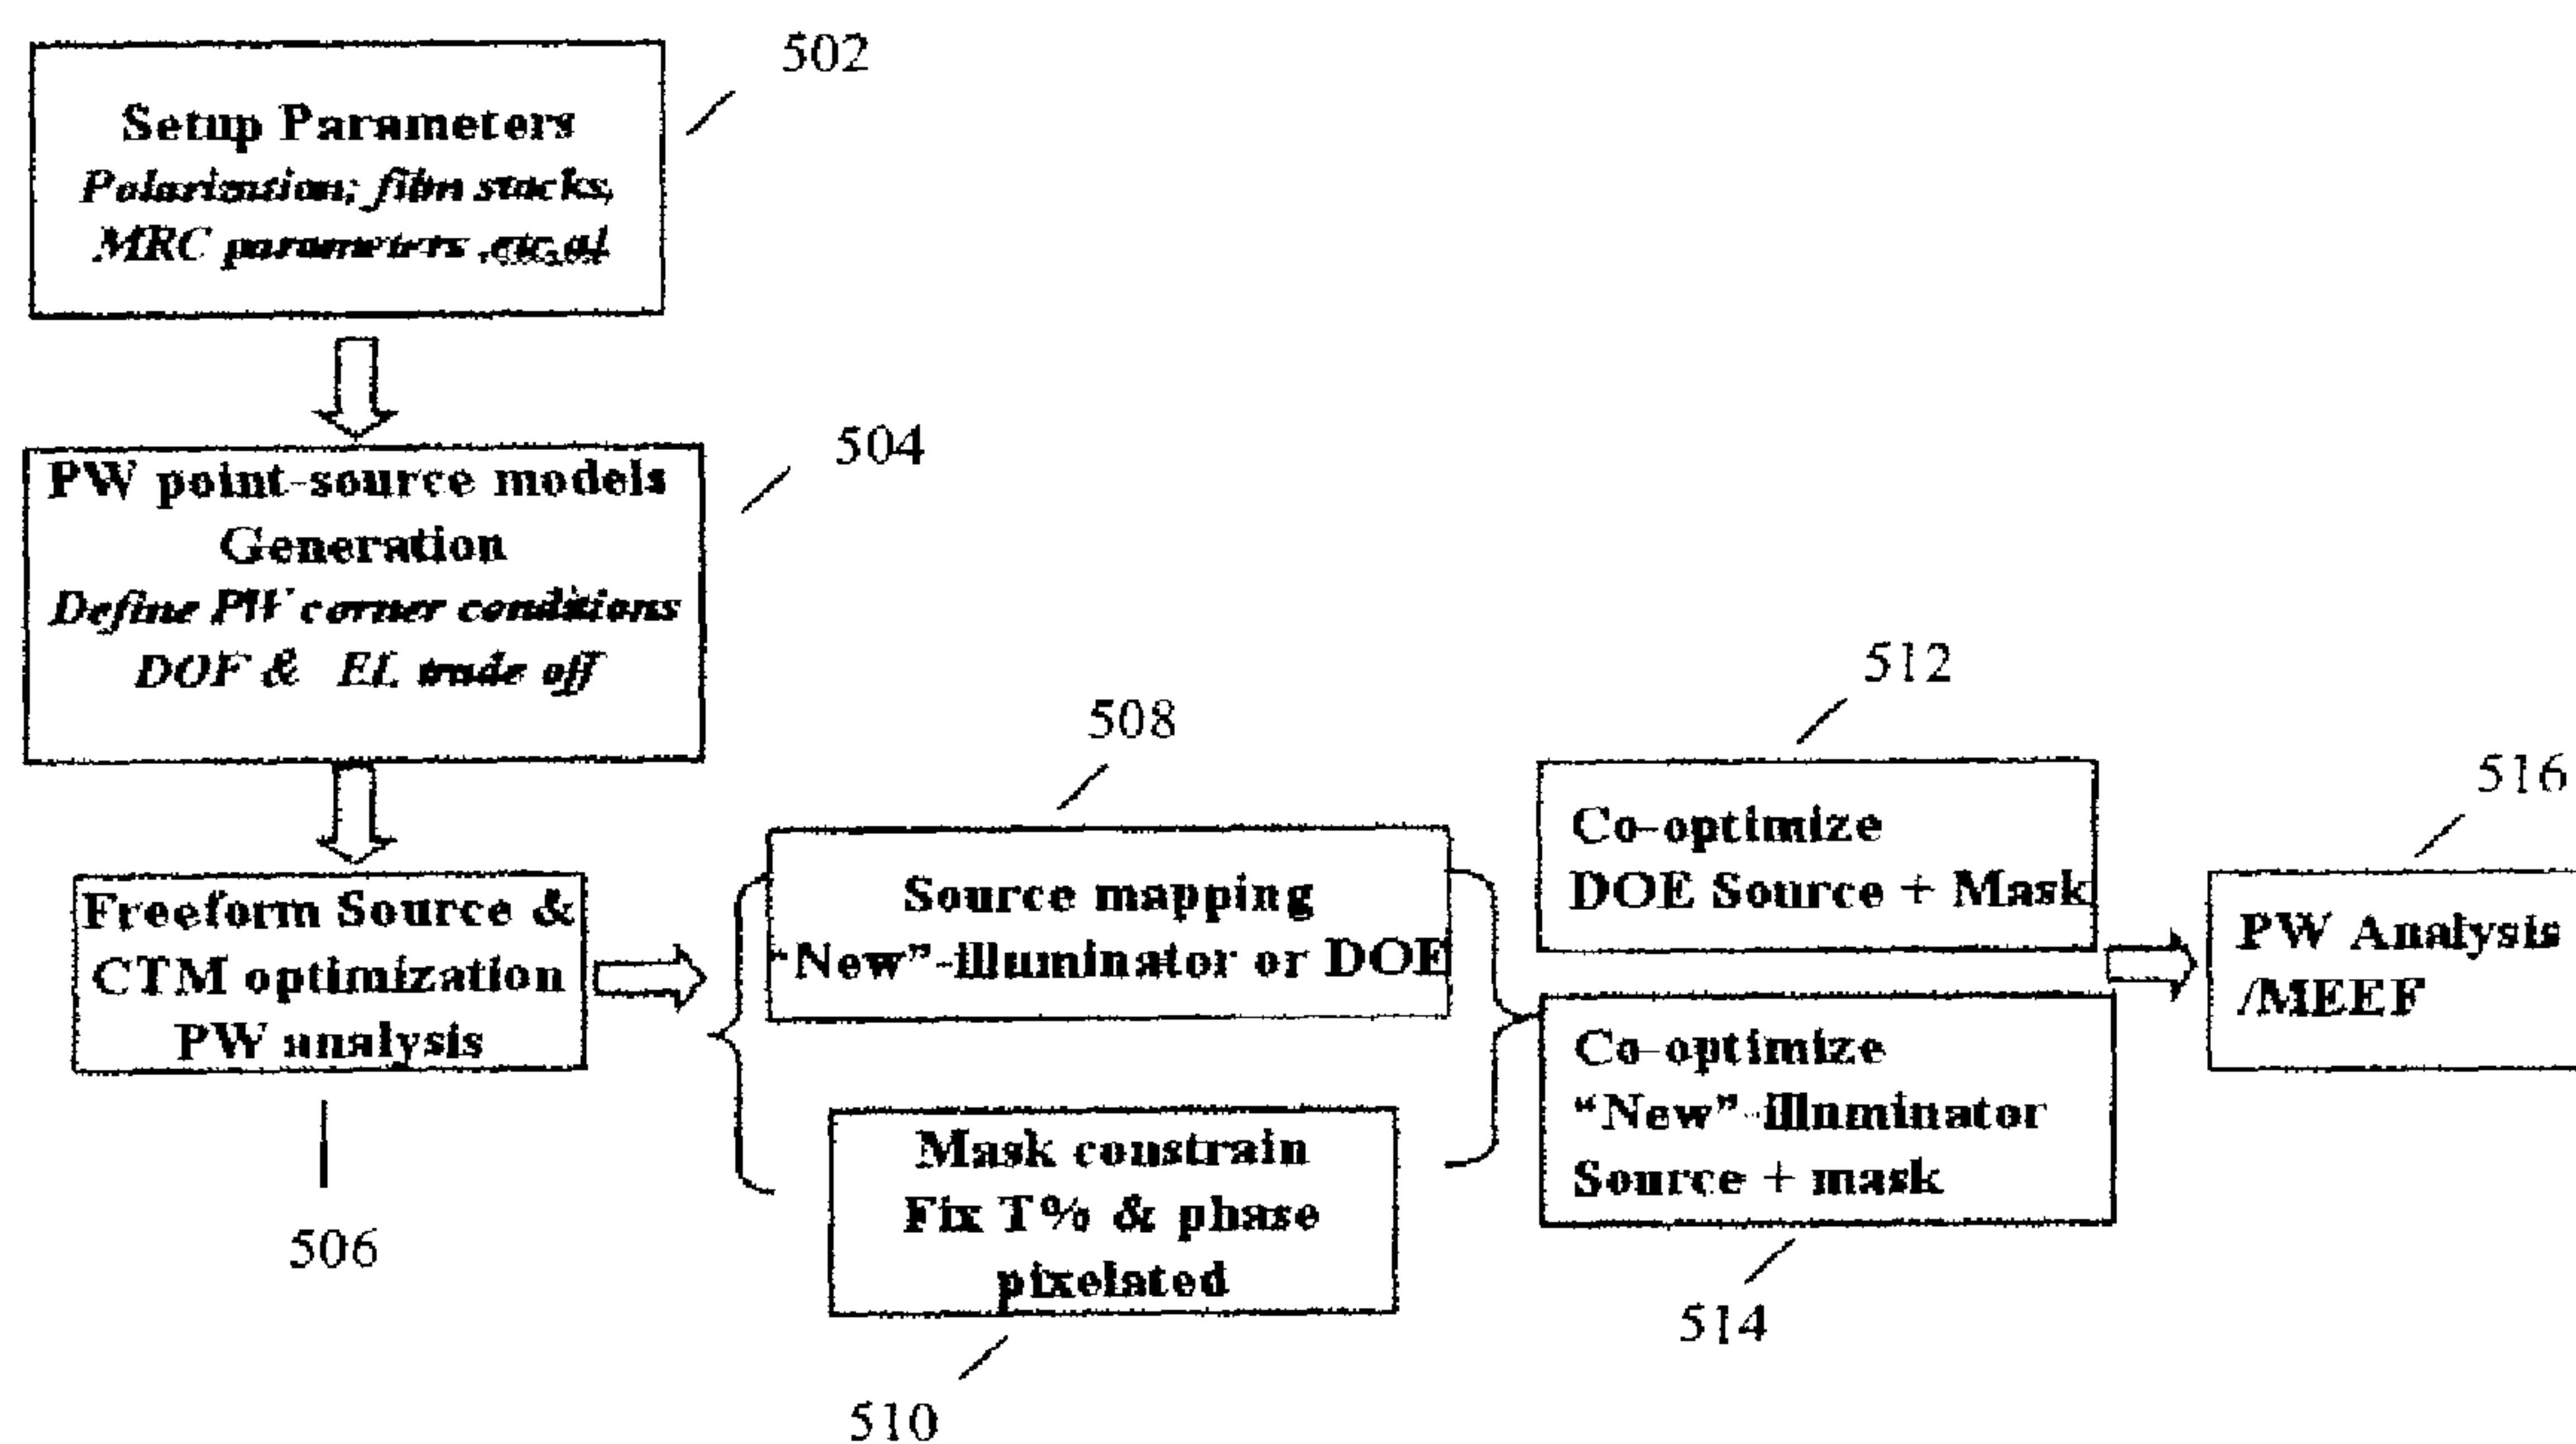 502
Setup Parameters
Polarization; film stacks,
MRC parameters ,etc,al
504
PW point-source models
Generation
Define PW corner conditions
DOF & EL trade off
Freeform Source &
CTM optimization
PW analysis
506
508
Source mapping
“New”-illuminator or DOE
Mask constrain
Fix T% & phase
pixelated
510
512
Co-optimize
DOE Source + Mask
Co-optimize
“New”-illuminator
Source + mask
514
516
PW Analysis
/MEEF